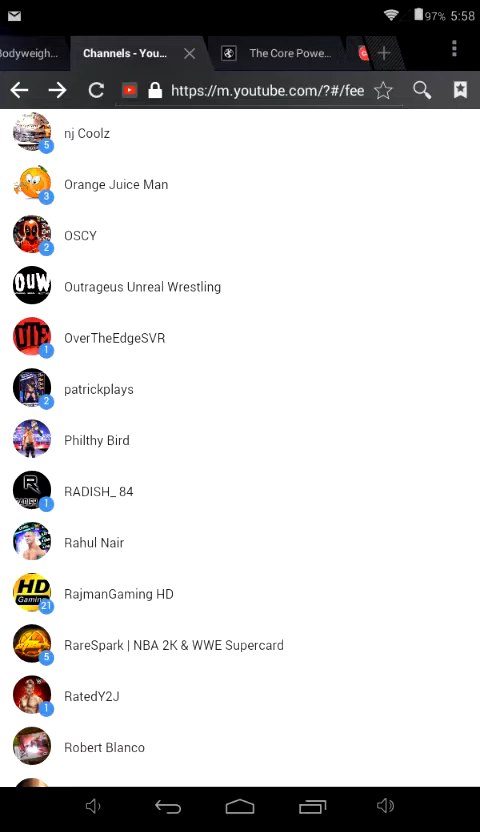 97% 5:58
Bodyweigh...
Channels - You...
The Core Powe...
https://m.youtube.com/?#/fee
nj Coolz
5
Orange Juice Man
3
OSCY
2
OUW
Outrageus Unreal Wrestling
OTE
OverTheEdgeSVR
1
patrickplays
2
Philthy Bird
R
RADISH_ 84
1
Rahul Nair
HD
Gaming
RajmanGaming HD
21
RareSpark | NBA 2K & WWE Supercard
5
RatedY2J
1
Robert Blanco